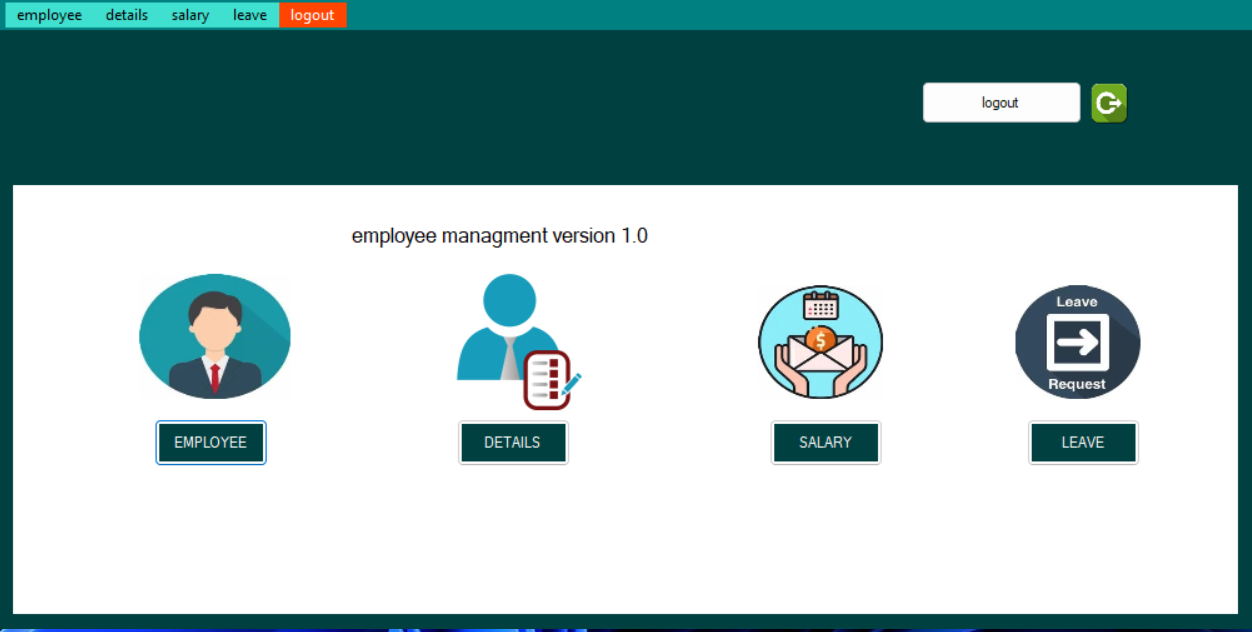 employee details salary leave logout
logout
employee managment version 1.0
Leave
Request
EMPLOYEE DETAILS SALARY LEAVE